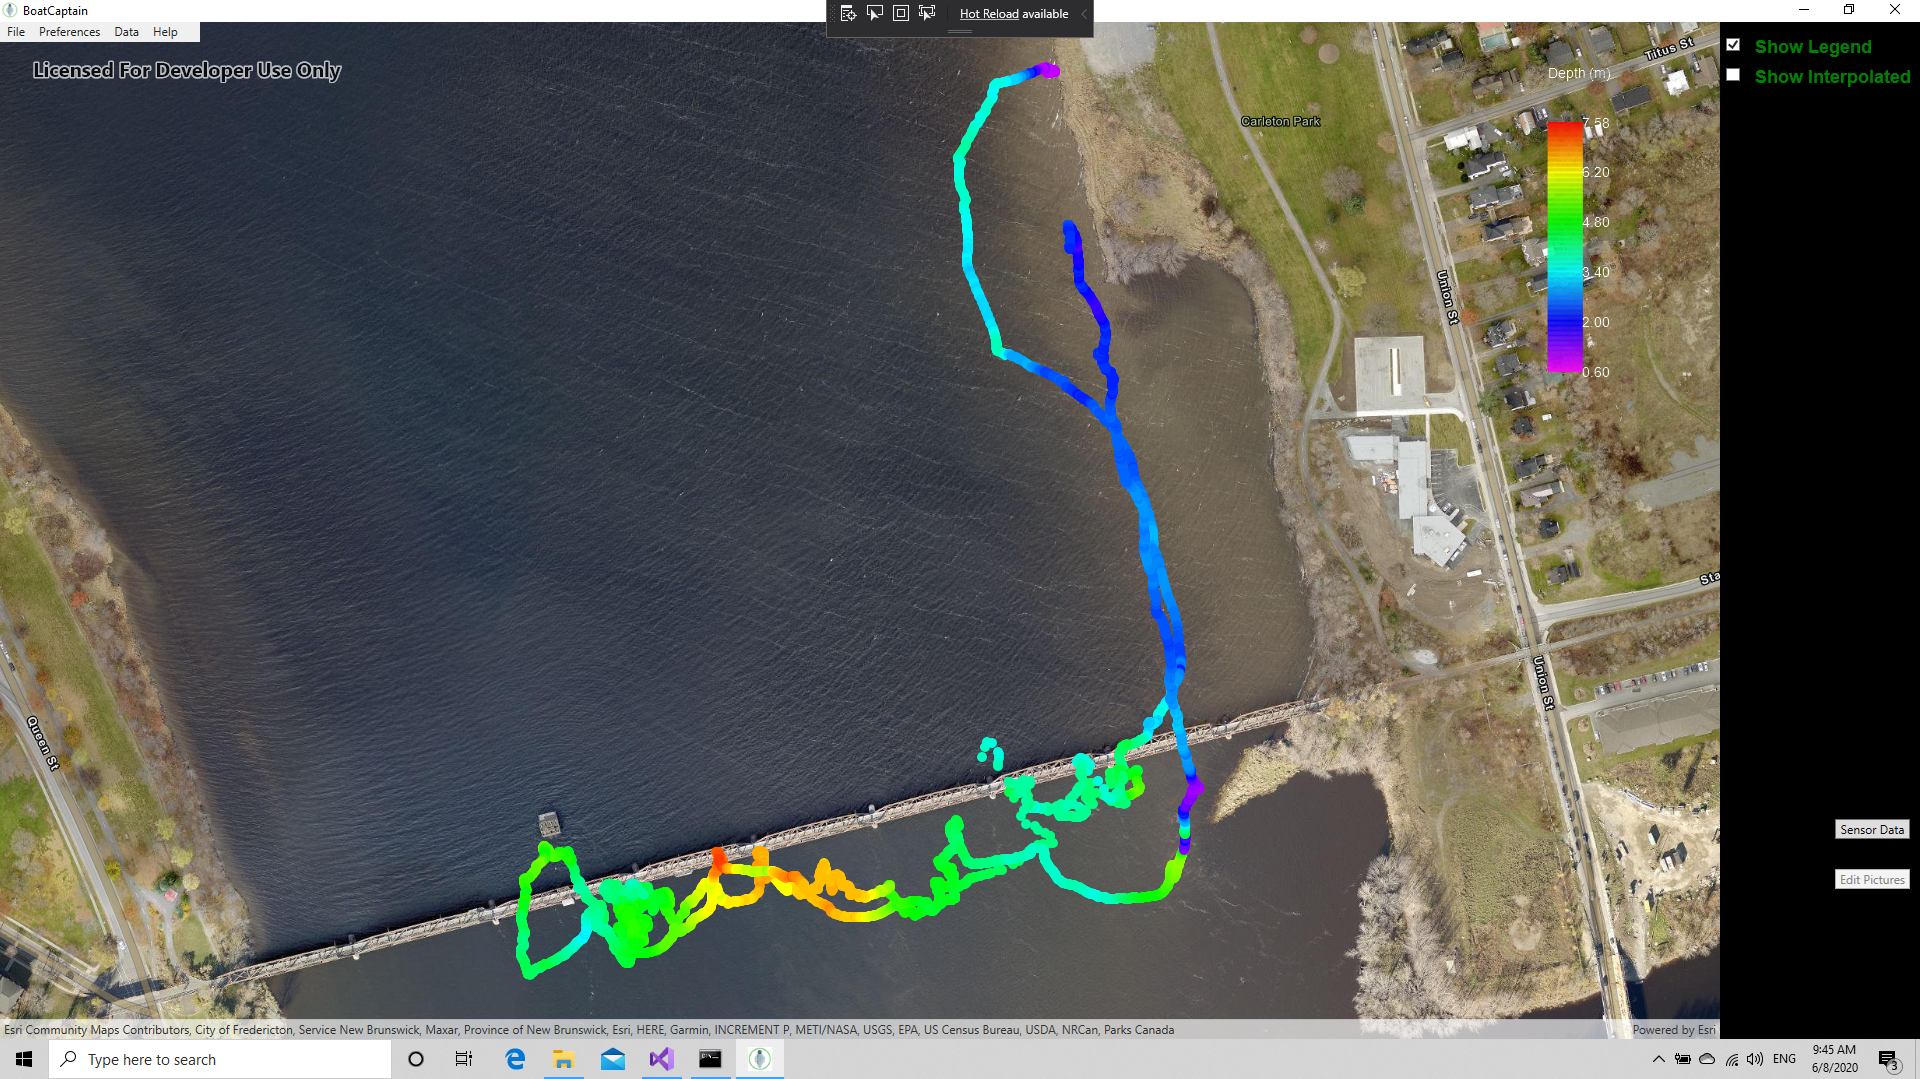 BoatCaptain
Hot Reload available
File Preferences Data Help
Licensed For Developer Use Only
Show Legend
Show Interpolated
Depth (m)
7.58
6.20
4.80
3.40
2.00
0.60
Titus St
Carleton Park
Union St
Union St
Sta
Queen St
Sensor Data
Edit Pictures
Esri Community Maps Contributors, City of Fredericton, Service New Brunswick, Maxar, Province of New Brunswick, Esri, HERE, Garmin, INCREMENT P, METI/NASA, USGS, EPA, US Census Bureau, USDA, NRCan, Parks Canada
Powered by Esri
Type here to search
ENG
9:45 AM
6/8/2020
3